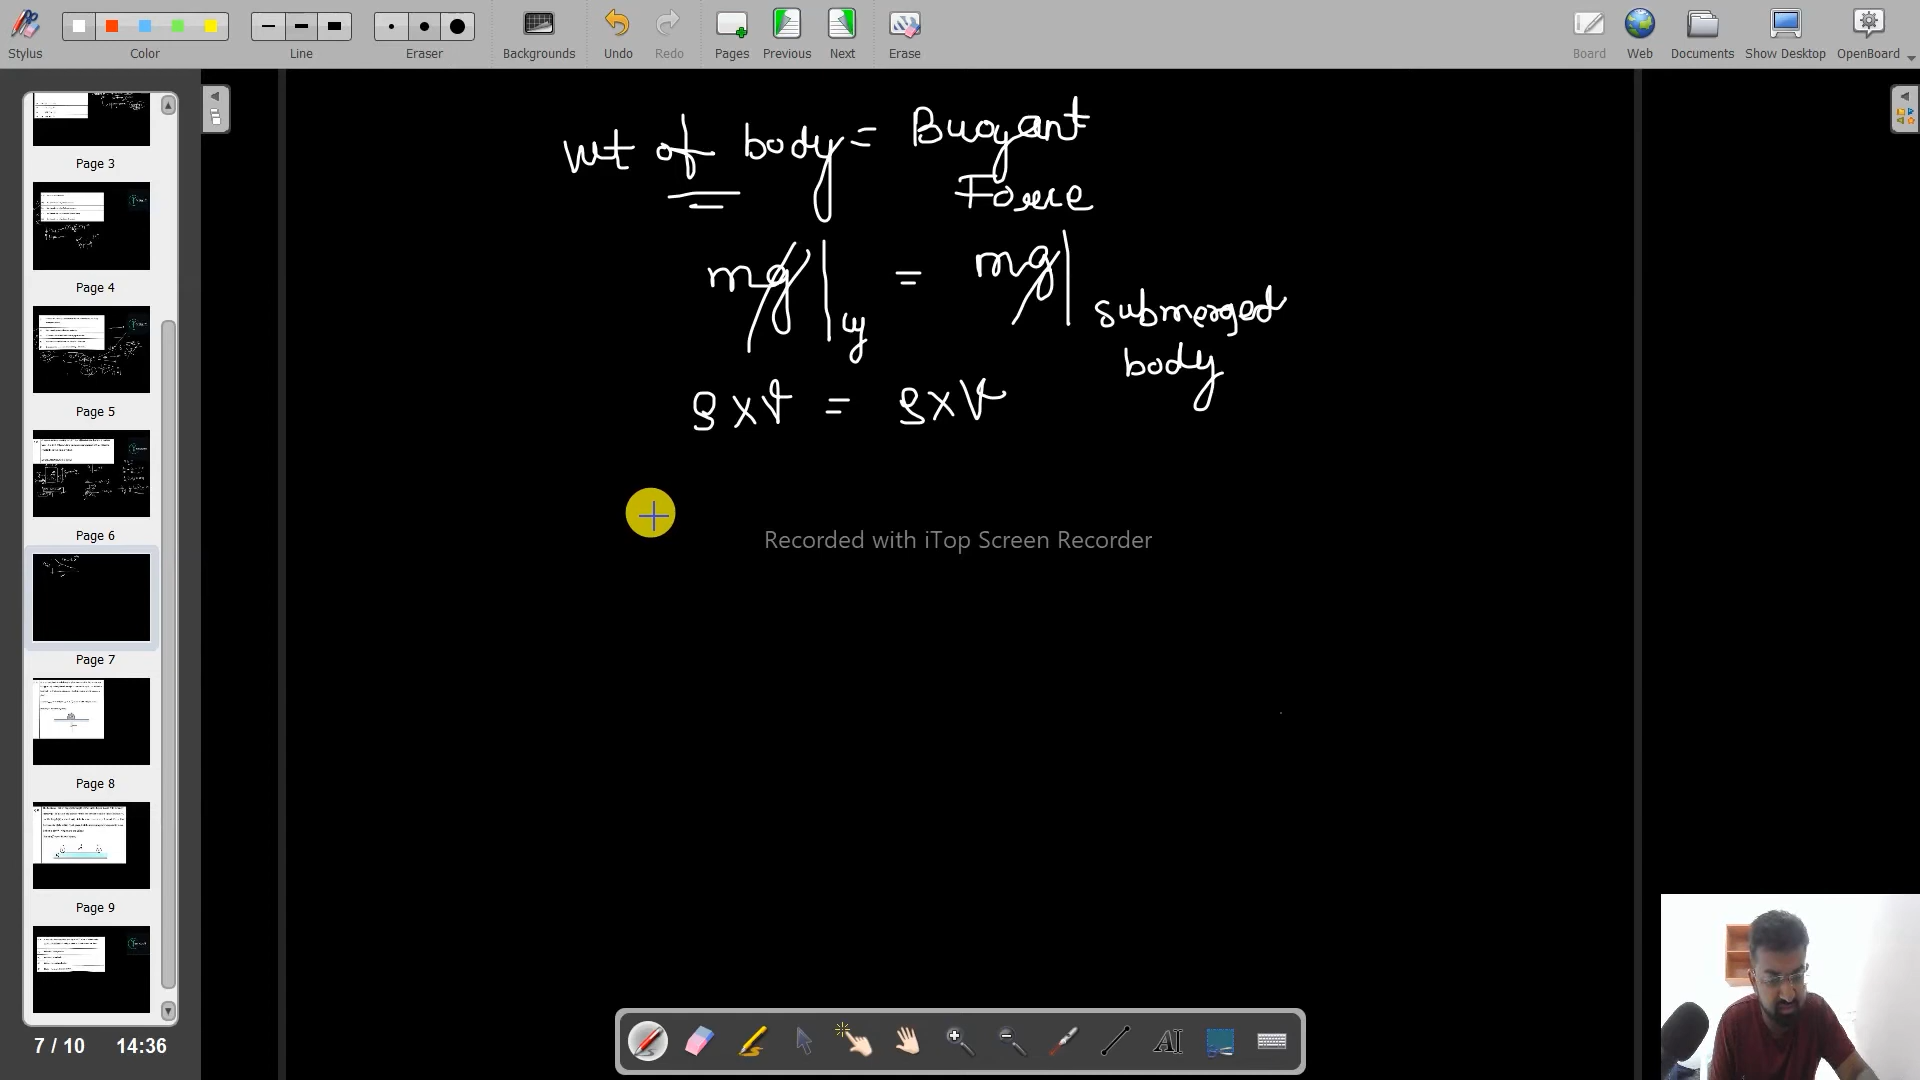 Stylus Color Line Eraser Backgrounds Undo Redo Pages Previous Next Erase Board Web Documents Show Desktop OpenBoard
wt of body = Buoyant
Force
mg | cy = mg | submerged
body
ρ x V = ρ x V
Recorded with iTop Screen Recorder
Page 3
Page 4
Page 5
Page 6
Page 7
Page 8
Page 9
7 / 10 14:36